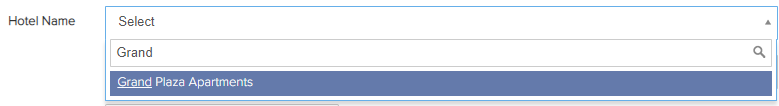 Hotel Name
Select
Grand
Grand Plaza Apartments